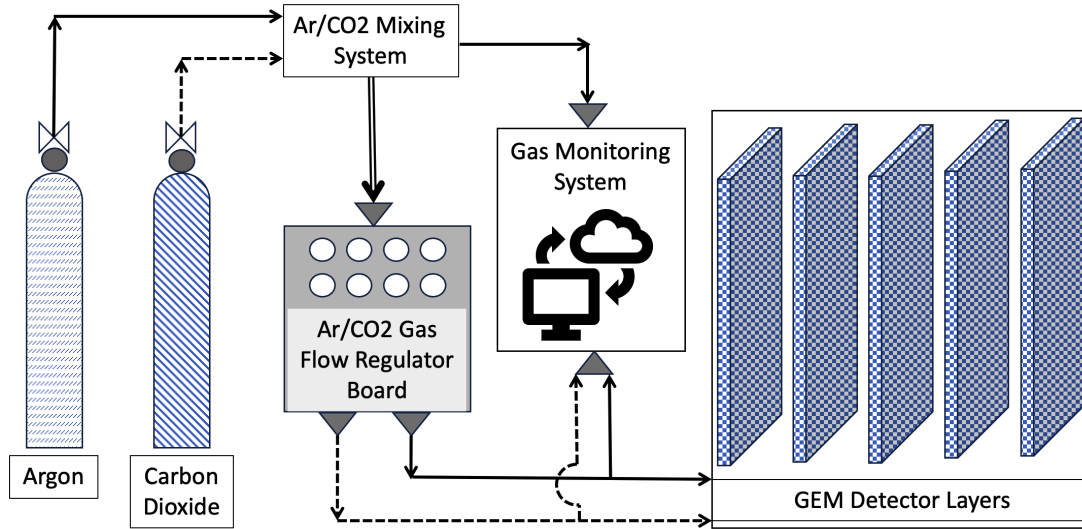 Ar/CO2 Mixing
System
Gas Monitoring
System
Ar/CO2 Gas
Flow Regulator
Board
Argon
Carbon
Dioxide
GEM Detector Layers